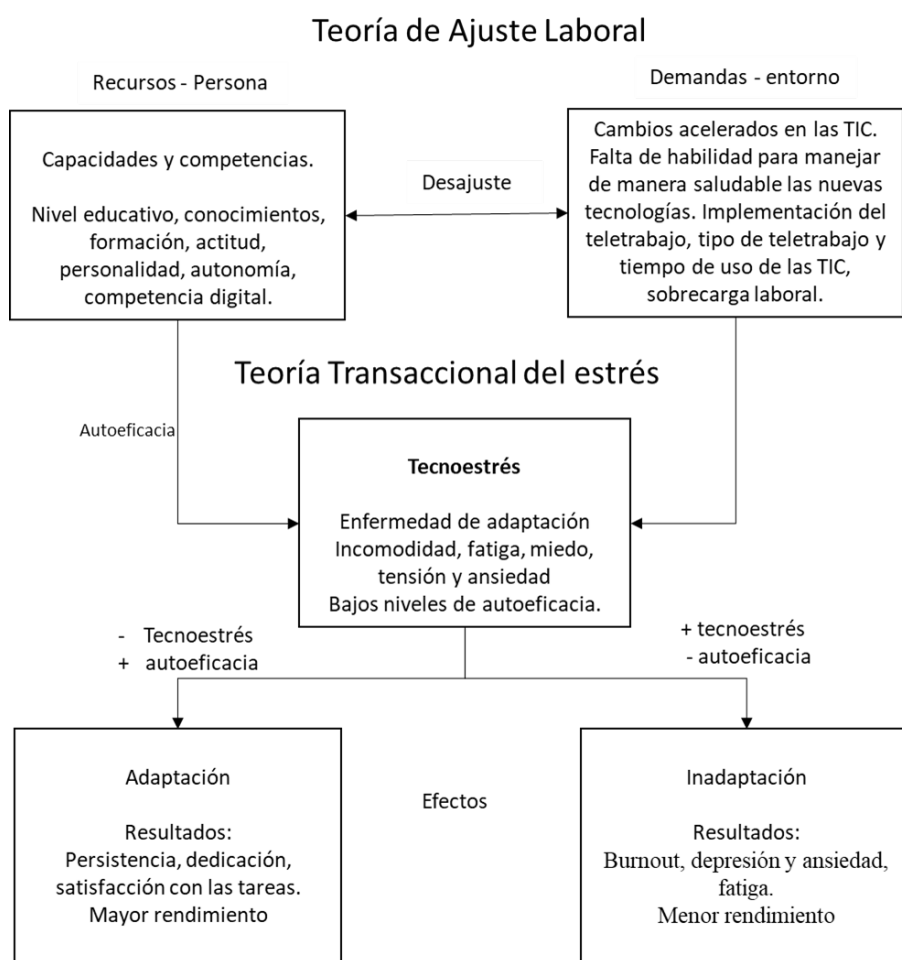 Teoría de Ajuste Laboral
Recursos - Persona
Demandas - entorno
Capacidades y competencias.
Nivel educativo, conocimientos,
formación, actitud,
personalidad, autonomía,
competencia digital.
Desajuste
Cambios acelerados en las TIC.
Falta de habilidad para manejar
de manera saludable las nuevas
tecnologías. Implementación del
teletrabajo, tipo de teletrabajo y
tiempo de uso de las TIC,
sobrecarga laboral.
Teoría Transaccional del estrés
Autoeficacia
Tecnoestrés
Enfermedad de adaptación
Incomodidad, fatiga, miedo,
tensión y ansiedad
Bajos niveles de autoeficacia.
- Tecnoestrés
+ autoeficacia
+ tecnoestrés
- autoeficacia
Adaptación
Resultados:
Persistencia, dedicación,
satisfacción con las tareas.
Mayor rendimiento
Efectos
Inadaptación
Resultados:
Burnout, depresión y ansiedad,
fatiga.
Menor rendimiento